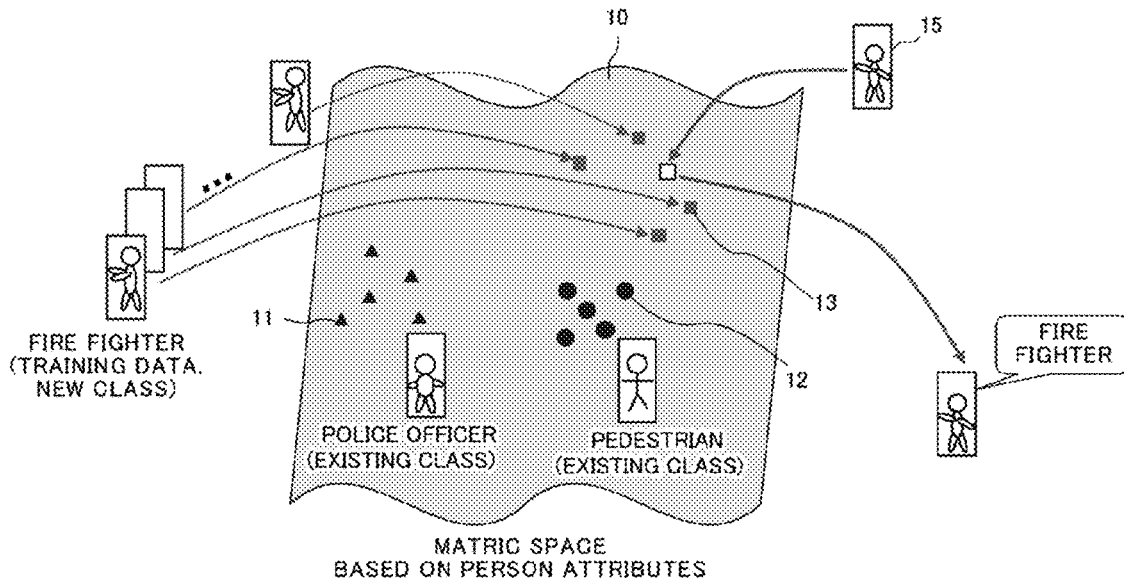 10
15
13
11
12
FIRE FIGHTER
(TRAINING DATA,
NEW CLASS)
FIRE
FIGHTER
POLICE OFFICER
(EXISTING CLASS)
PEDESTRIAN
(EXISTING CLASS)
MATRIC SPACE
BASED ON PERSON ATTRIBUTES